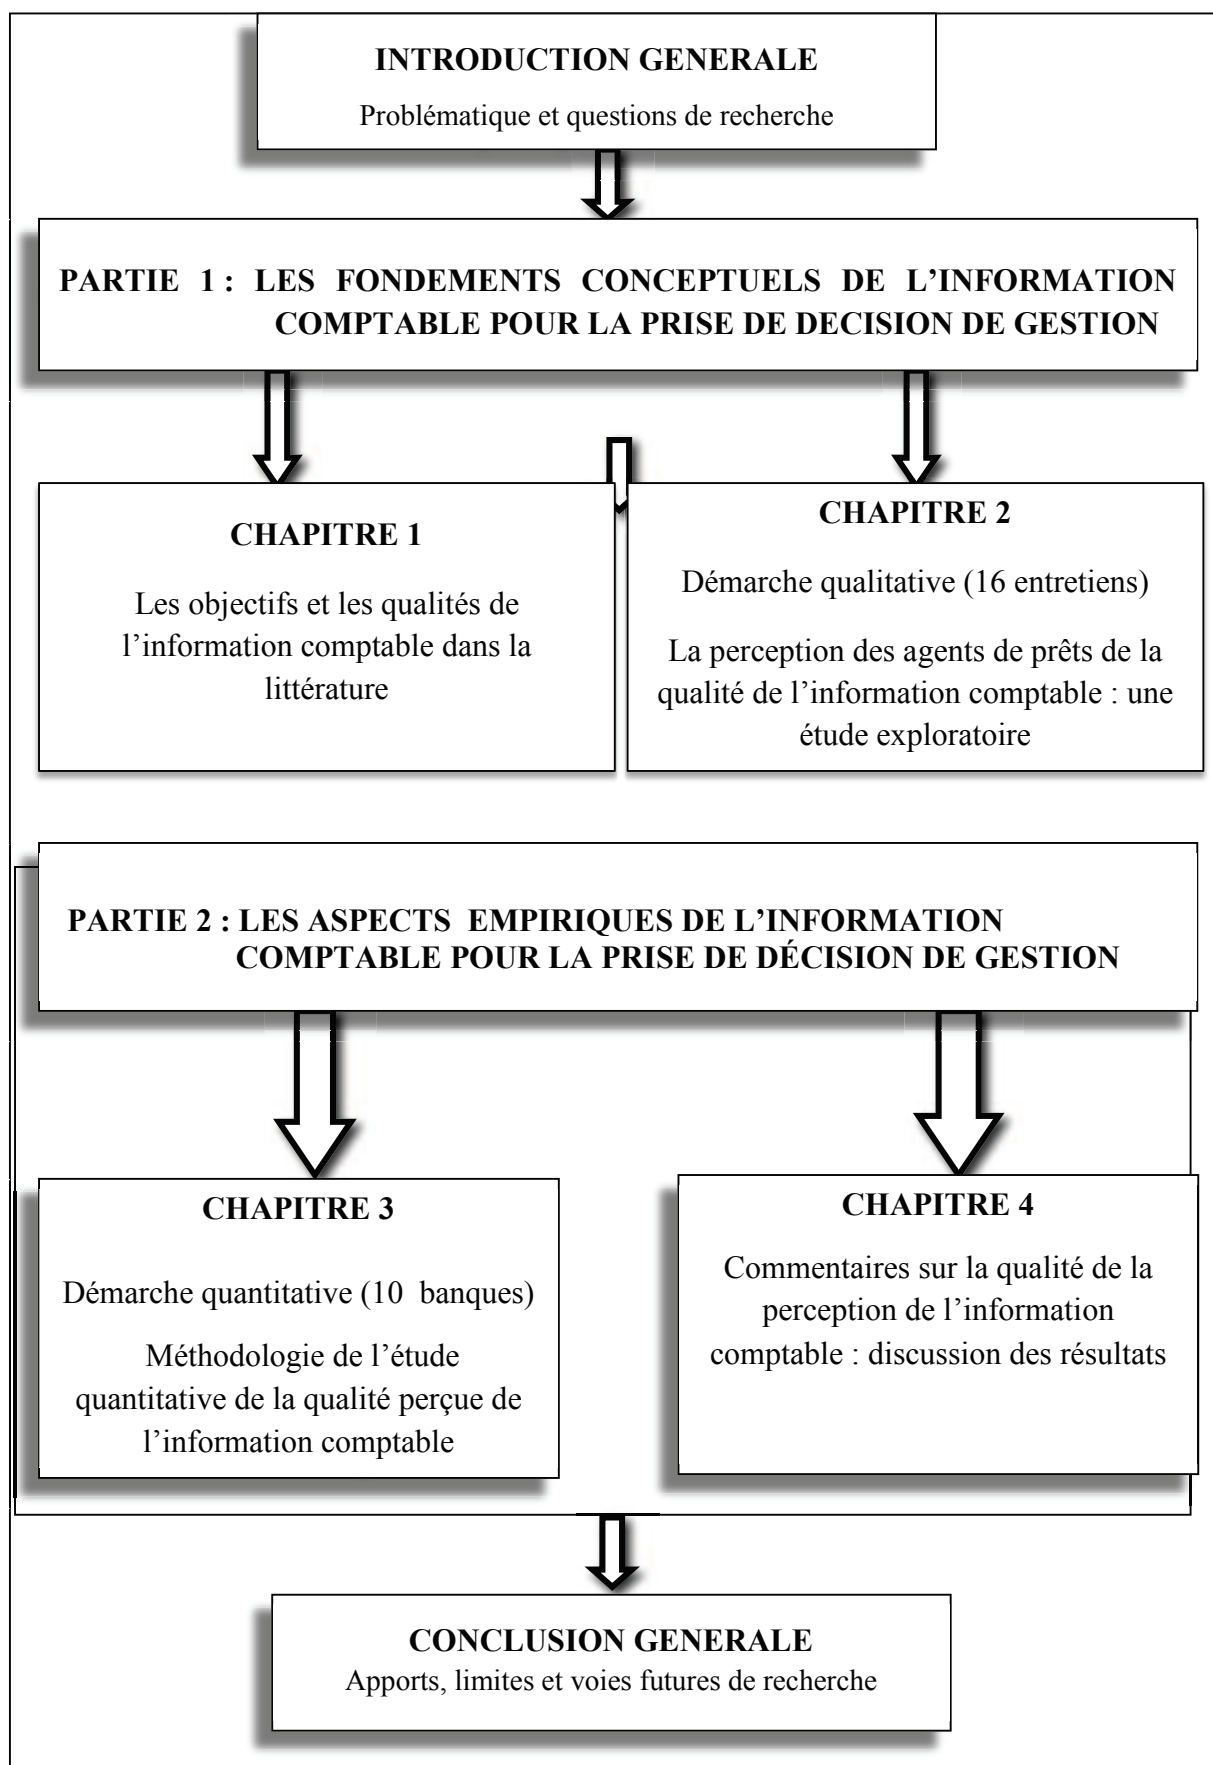 INTRODUCTION GENERALE
Problématique et questions de recherche
PARTIE 1 : LES FONDEMENTS CONCEPTUELS DE L’INFORMATION
COMPTABLE POUR LA PRISE DE DECISION DE GESTION
CHAPITRE 1
Les objectifs et les qualités de
l’information comptable dans la
littérature
CHAPITRE 2
Démarche qualitative (16 entretiens)
La perception des agents de prêts de la
qualité de l’information comptable : une
étude exploratoire
PARTIE 2 : LES ASPECTS EMPIRIQUES DE L’INFORMATION
COMPTABLE POUR LA PRISE DE DÉCISION DE GESTION
CHAPITRE 3
Démarche quantitative (10 banques)
Méthodologie de l’étude
quantitative de la qualité perçue de
l’information comptable
CHAPITRE 4
Commentaires sur la qualité de la
perception de l’information
comptable : discussion des résultats
CONCLUSION GENERALE
Apports, limites et voies futures de recherche